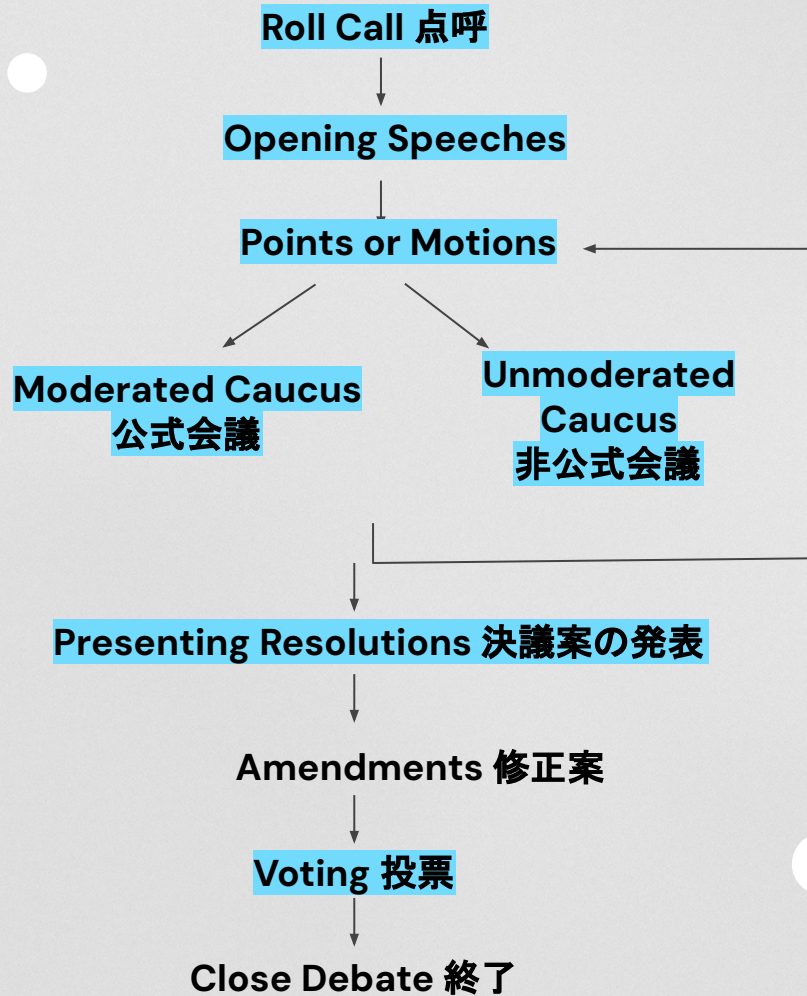 Roll Call 点呼
Opening Speeches
Points or Motions
Moderated Caucus
公式会議
Unmoderated
Caucus
非公式会議
Presenting Resolutions 決議案の発表
Amendments 修正案
Voting 投票
Close Debate 終了